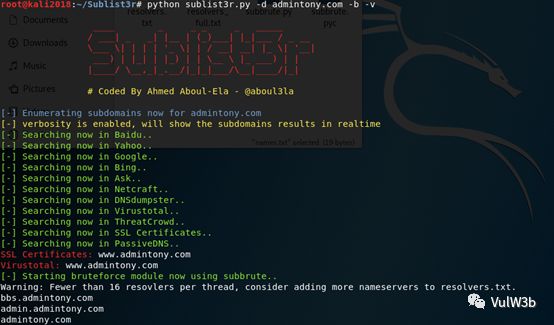 root@kali2018:~/Sublist3r# python sublist3r.py -d admintony.com -b -v
Documents
resolvers.
txt
resolvers_
full.txt
subbrute.py
subbrute.
pyc
Downloads
Music
Pictures
# Coded By Ahmed Aboul-Ela - @aboul3la
[-] Enumerating subdomains now for admintony.com
[-] verbosity is enabled, will show the subdomains results in realtime
"names.txt" selected (19 bytes)
[-] Searching now in Baidu..
[-] Searching now in Yahoo..
[-] Searching now in Google..
[-] Searching now in Bing..
[-] Searching now in Ask..
[-] Searching now in Netcraft..
[-] Searching now in DNSdumpster..
[-] Searching now in Virustotal..
[-] Searching now in ThreatCrowd..
[-] Searching now in SSL Certificates..
[-] Searching now in PassiveDNS..
SSL Certificates: www.admintony.com
Virustotal: www.admintony.com
[-] Starting bruteforce module now using subbrute..
Warning: Fewer than 16 resovlers per thread, consider adding more nameservers to resolvers.txt.
bbs.admintony.com
admin.admintony.com
admintony.com
VulW3b